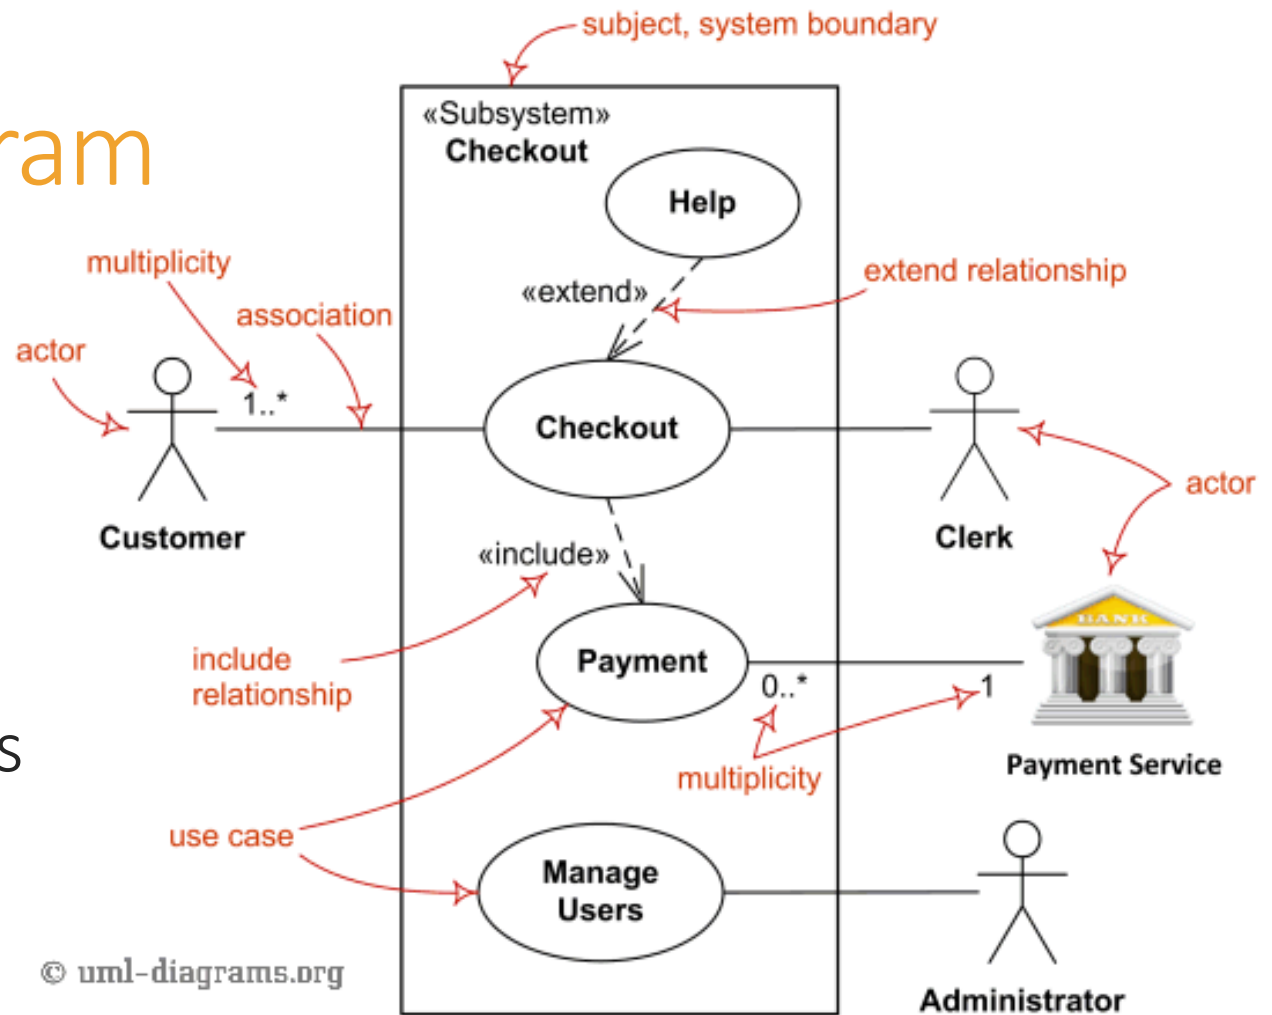 subject, system boundary
«Subsystem»
Checkout
ram
Help
multiplicity
extend relationship
«extend»
association
actor
1..*
Checkout
actor
Customer
Clerk
«include»
BANK
include
relationship
Payment
0..*
1
s
Payment Service
multiplicity
use case
Manage
Users
© uml-diagrams.org
Administrator